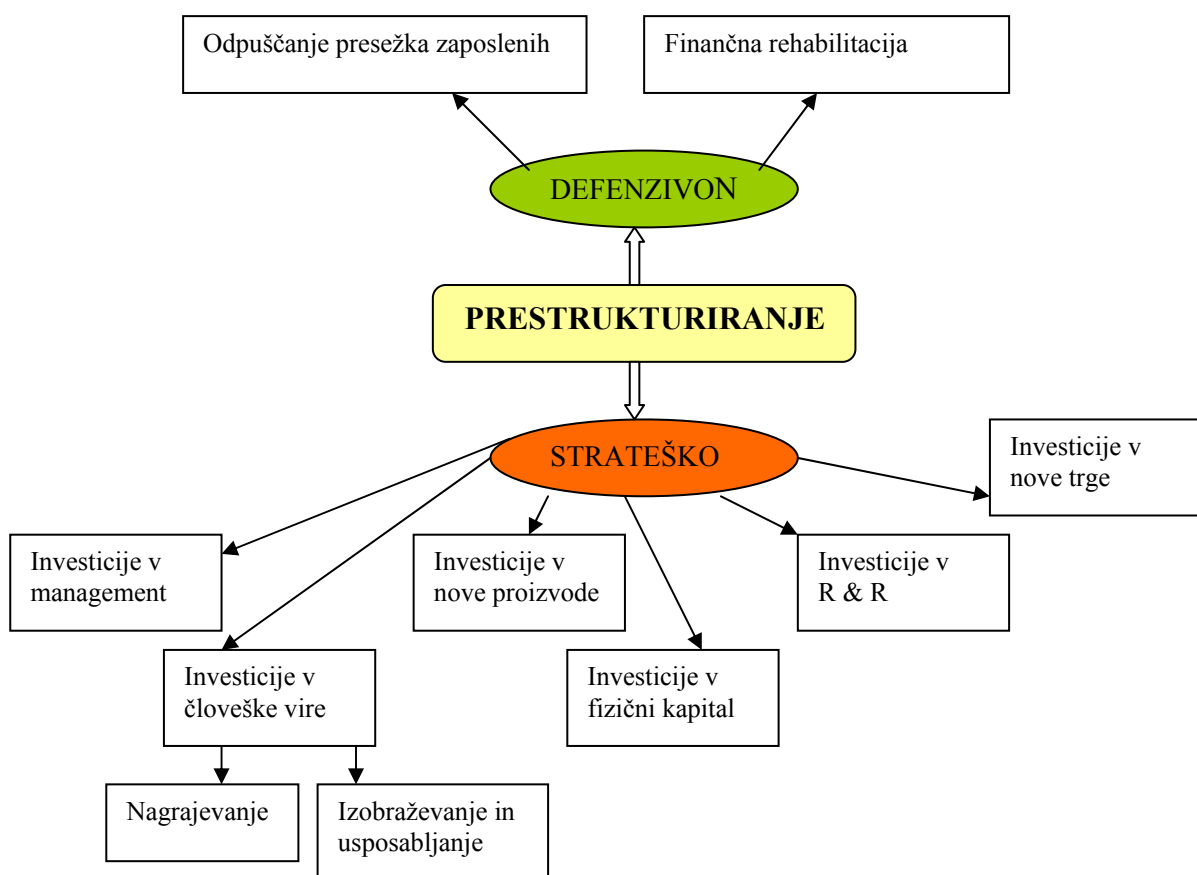 Odpuščanje presežka zaposlenih
Finančna rehabilitacija
DEFENZIVON
PRESTRUKTURIRANJE
STRATEŠKO
Investicije v
nove trge
Investicije v
management
Investicije v
nove proizvode
Investicije v
R & R
Investicije v
človeške vire
Investicije v
fizični kapital
Nagrajevanje
Izobraževanje in
usposabljanje